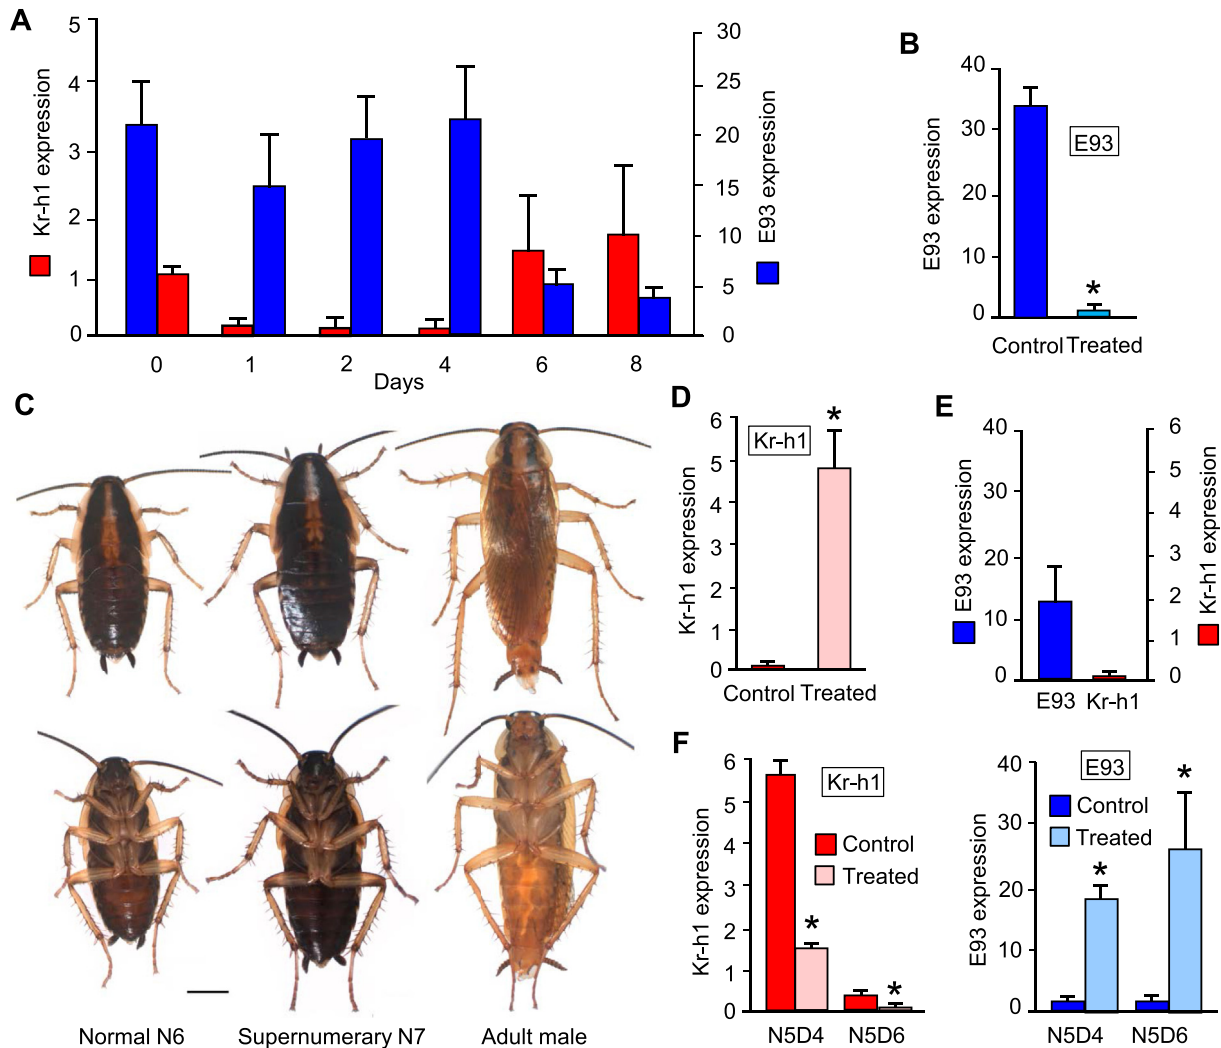 A
5
4
3
2
1
0
Kr-h1 expression
30
25
20
15
10
5
0
E93 expression
0 1 2 4 6 8
Days
B
40
30
20
10
0
E93 expression
E93
*
Control Treated
C
Normal N6 Supernumerary N7 Adult male
D
6
5
4
3
2
1
0
Kr-h1 expression
Kr-h1
*
Control Treated
E
40
30
20
10
0
E93 expression
6
5
4
3
2
1
0
Kr-h1 expression
E93 Kr-h1
F
6
5
4
3
2
1
0
Kr-h1 expression
Kr-h1
Control
Treated
*
*
N5D4 N5D6
40
30
20
10
0
E93 expression
E93
Control
Treated
*
*
N5D4 N5D6